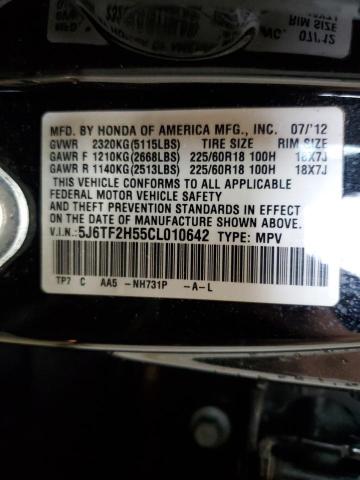 07/'12
MFD. BY HONDA OF AMERICA MFG., INC. 07/'12
GVWR 2320KG(5115LBS) TIRE SIZE RIM SIZE
GAWR F 1210KG(2668LBS) 225/60R18 100H 18X7J
GAWR R 1140KG(2513LBS) 225/60R18 100H 18X7J
THIS VEHICLE CONFORMS TO ALL APPLICABLE
FEDERAL MOTOR VEHICLE SAFETY
AND THEFT PREVENTION STANDARDS IN EFFECT ON
THE DATE OF MANUFACTURE SHOWN ABOVE.
V.I.N.: 5J6TF2H55CL010642 TYPE: MPV
TP7 C AA5 -NH731P -A-L